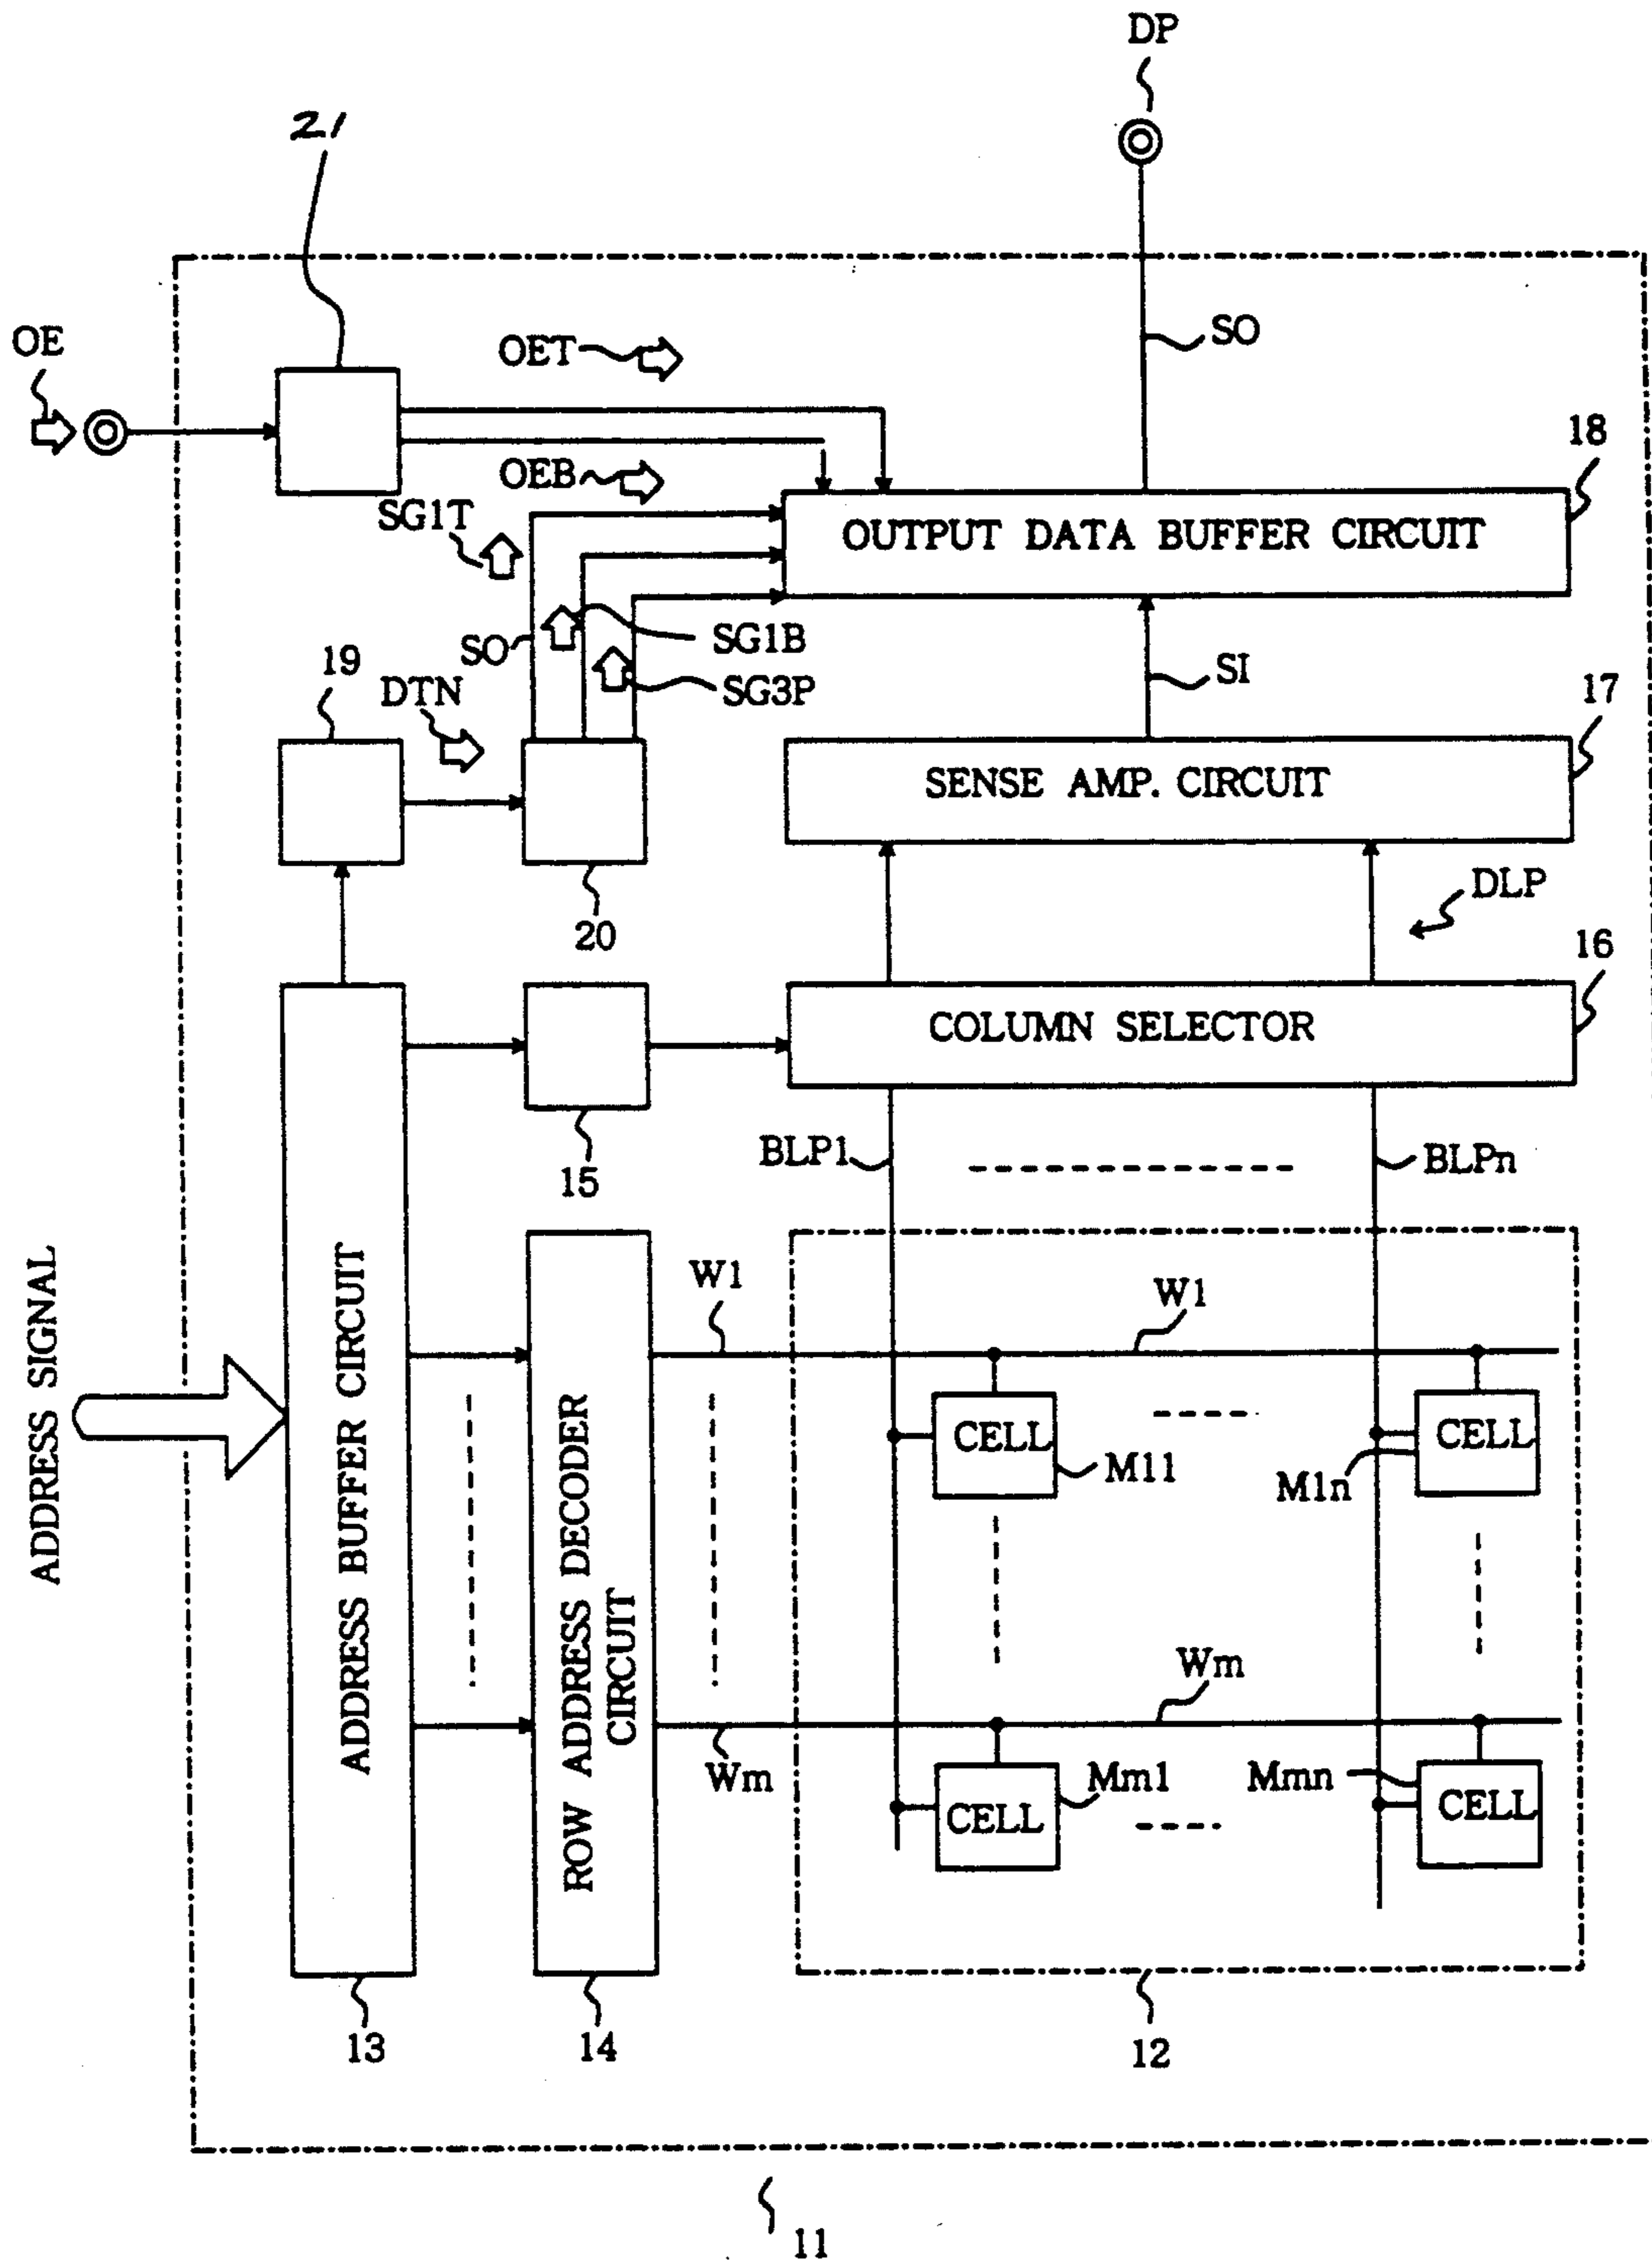 DP
21
OE
OET
SO
18
OEB
SG1T
OUTPUT DATA BUFFER CIRCUIT
SO
SG1B
19
DTN
SG3P
SI
17
SENSE AMP. CIRCUIT
DLP
20
16
COLUMN SELECTOR
BLP1
BLPn
15
ADDRESS SIGNAL
ADDRESS BUFFER CIRCUIT
ROW ADDRESS DECODER
CIRCUIT
W1
W1
CELL
CELL
M11
M1n
Wm
Wm
Mm1
Mmn
CELL
CELL
13
14
12
11